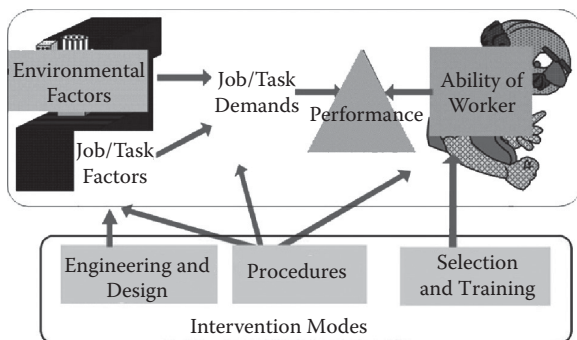 Environmental
Factors
Job/Task
Demands
Performance
Ability of
Worker
Job/Task
Factors
Engineering and
Design
Procedures
Selection
and Training
Intervention Modes